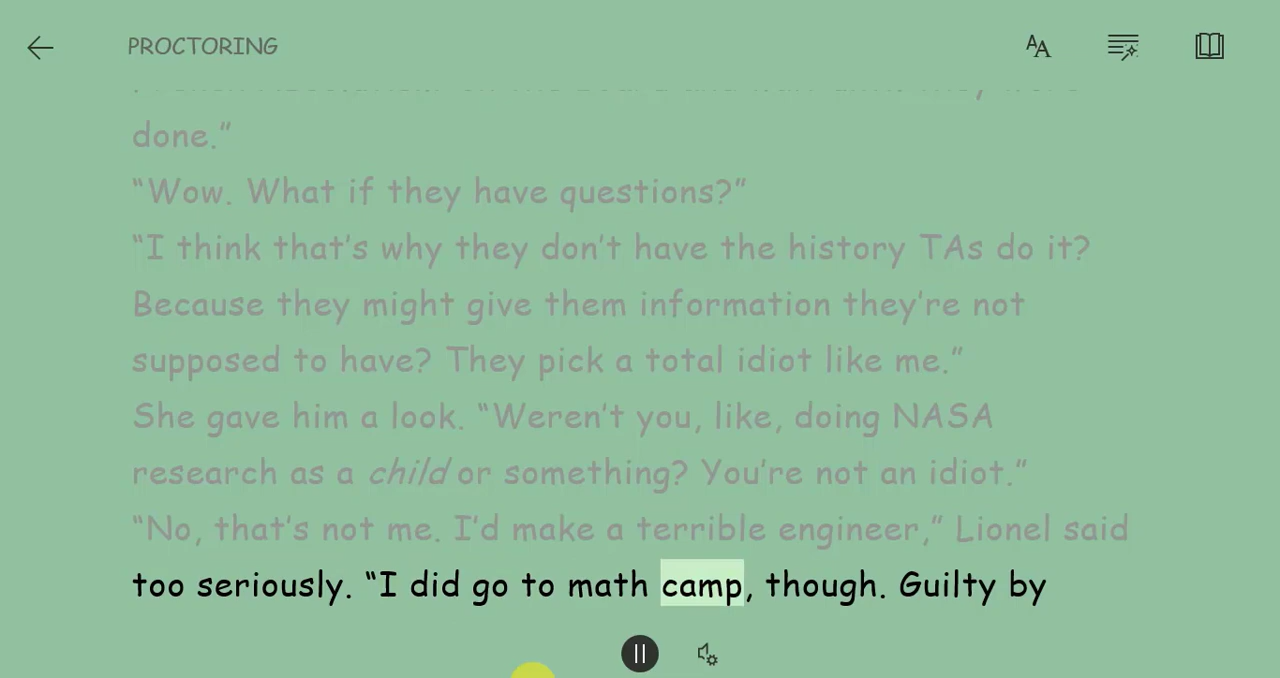 PROCTORING
done.”
“Wow. What if they have questions?”
“I think that’s why they don’t have the history TAs do it?
Because they might give them information they’re not
supposed to have? They pick a total idiot like me.”
She gave him a look. “Weren’t you, like, doing NASA
research as a child or something? You’re not an idiot.”
“No, that’s not me. I’d make a terrible engineer,” Lionel said
too seriously. “I did go to math camp, though. Guilty by